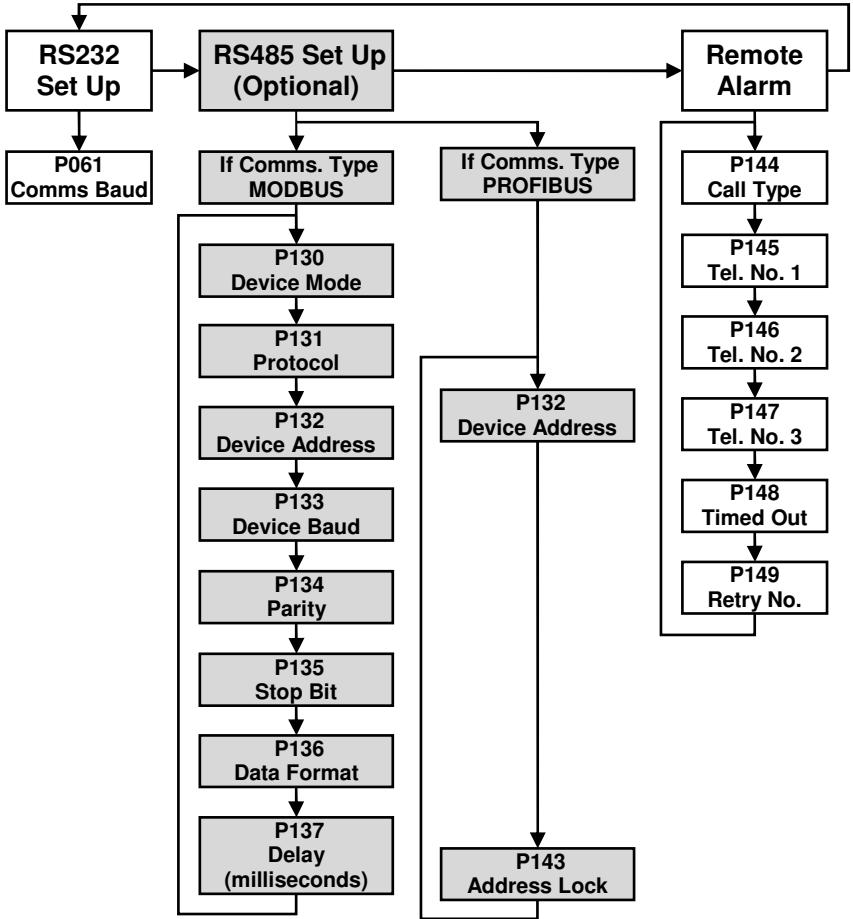 RS232
Set Up
RS485 Set Up
(Optional)
Remote
Alarm
P061
Comms Baud
If Comms. Type
MODBUS
If Comms. Type
PROFIBUS
P144
Call Type
P130
Device Mode
P145
Tel. No. 1
P131
Protocol
P146
Tel. No. 2
P132
Device Address
P132
Device Address
P147
Tel. No. 3
P133
Device Baud
P148
Timed Out
P134
Parity
P149
Retry No.
P135
Stop Bit
P136
Data Format
P137
Delay
(milliseconds)
P143
Address Lock